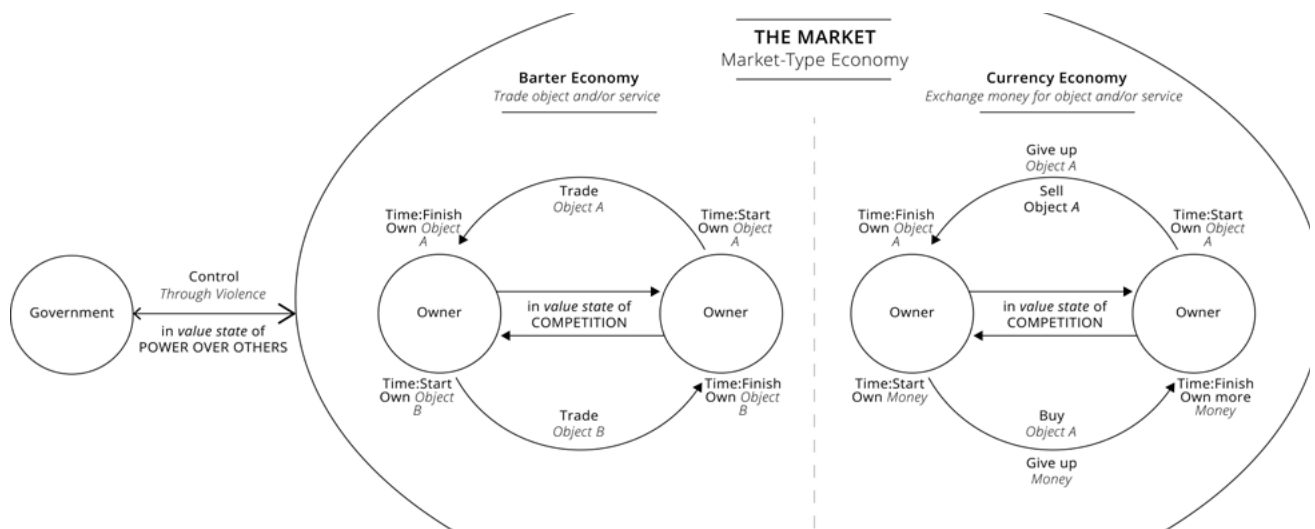 THE MARKET
Market-Type Economy
Barter Economy
Trade object and/or service
Currency Economy
Exchange money for object and/or service
Government
Control
Through Violence
in value state of
POWER OVER OTHERS
Trade
Object A
Time:Finish
Own Object
A
Time:Start
Own Object
A
Owner
in value state of
COMPETITION
Owner
Time:Start
Own Object
B
Time:Finish
Own Object
B
Trade
Object B
Give up
Object A
Sell
Object A
Time:Finish
Own Object
A
Time:Start
Own Object
A
Owner
in value state of
COMPETITION
Owner
Time:Start
Own Money
Time:Finish
Own more
Money
Buy
Object A
Give up
Money